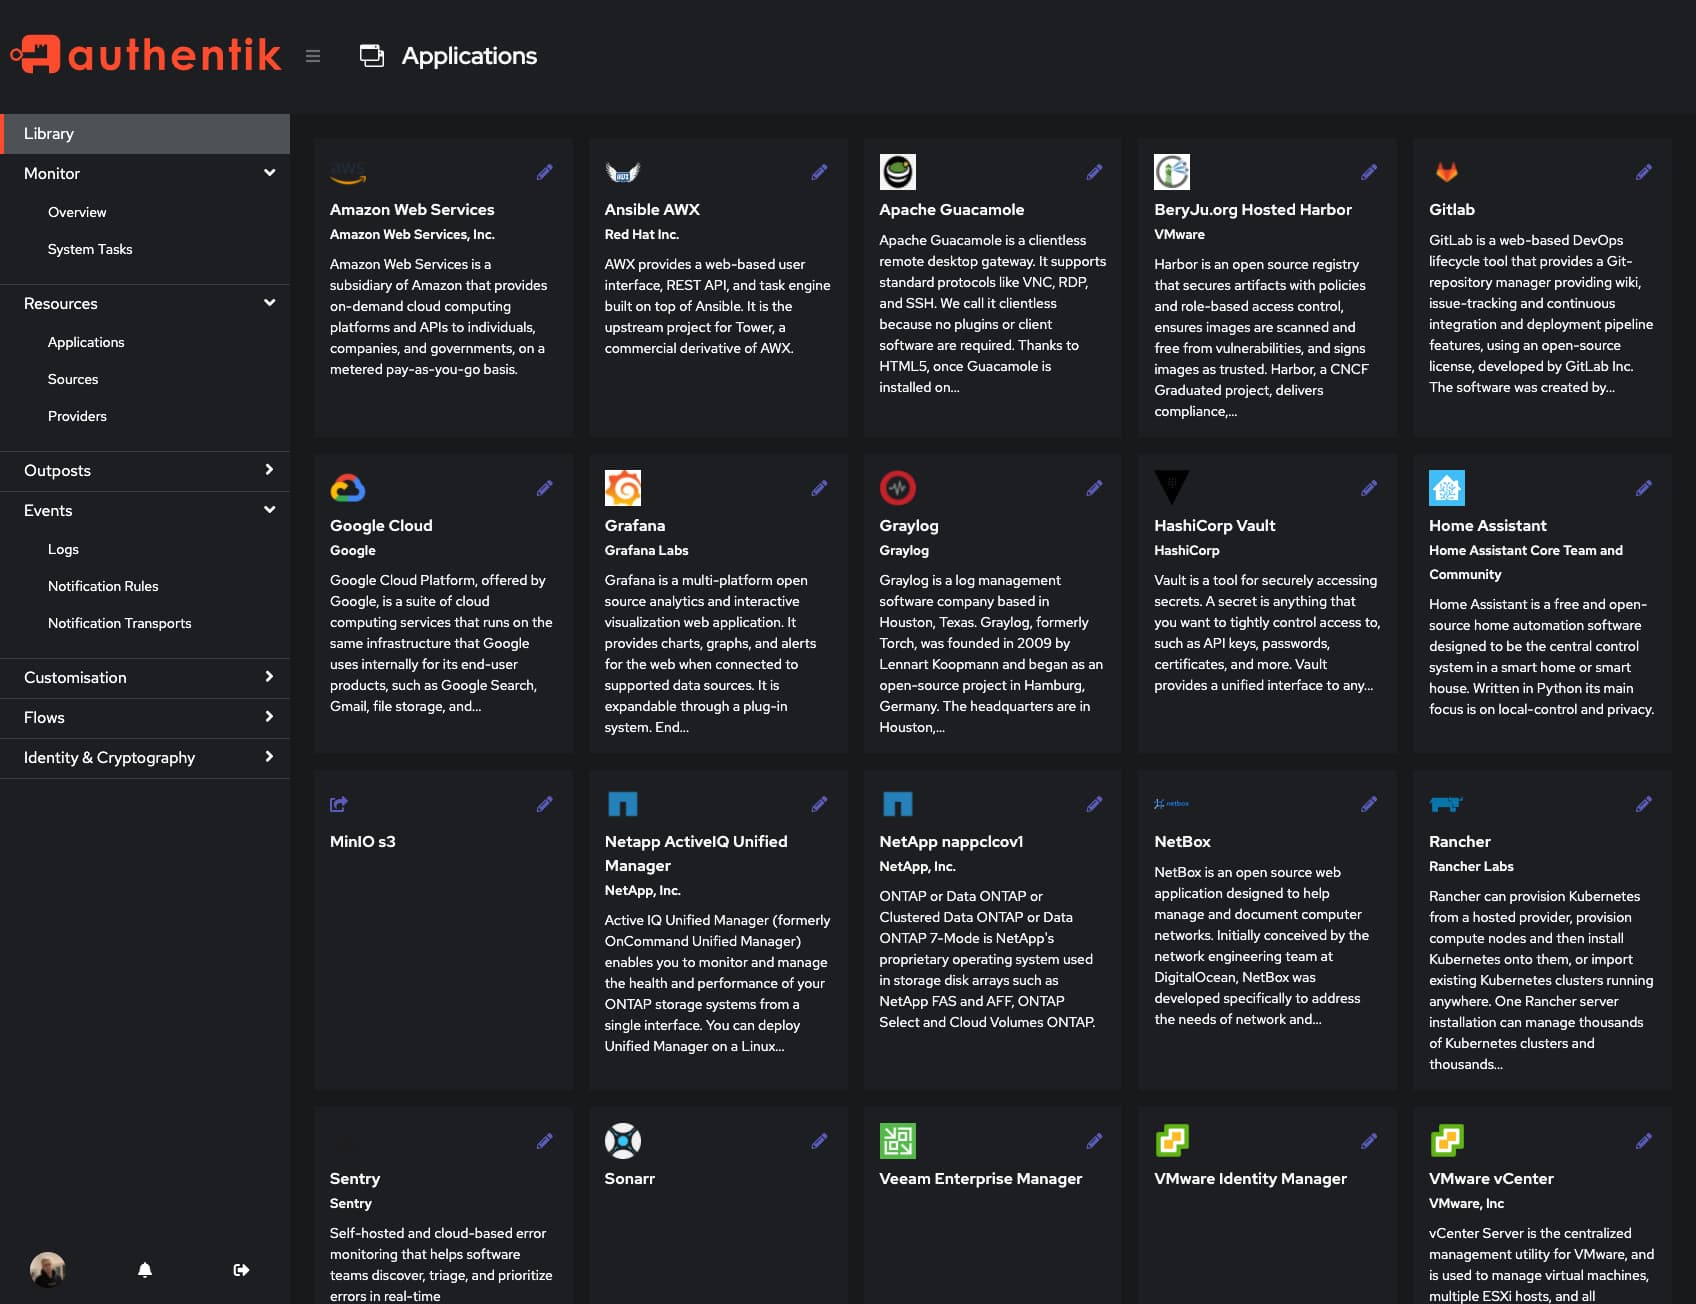 authentik
Applications
Library
Monitor
Overview
System Tasks
Resources
Applications
Sources
Providers
Outposts
Events
Logs
Notification Rules
Notification Transports
Customisation
Flows
Identity & Cryptography
aws
Amazon Web Services
Amazon Web Services, Inc.
Amazon Web Services is a
subsidiary of Amazon that provides
on-demand cloud computing
platforms and APIs to individuals,
companies, and governments, on a
metered pay-as-you-go basis.
Ansible AWX
Red Hat Inc.
AWX provides a web-based user
interface, REST API, and task engine
built on top of Ansible. It is the
upstream project for Tower, a
commercial derivative of AWX.
Apache Guacamole
Apache Guacamole is a clientless
remote desktop gateway. It supports
standard protocols like VNC, RDP,
and SSH. We call it clientless
because no plugins or client
software are required. Thanks to
HTML5, once Guacamole is
installed on...
BeryJu.org Hosted Harbor
VMware
Harbor is an open source registry
that secures artifacts with policies
and role-based access control,
ensures images are scanned and
free from vulnerabilities, and signs
images as trusted. Harbor, a CNCF
Graduated project, delivers
compliance,...
Gitlab
GitLab is a web-based DevOps
lifecycle tool that provides a Git-
repository manager providing wiki,
issue-tracking and continuous
integration and deployment pipeline
features, using an open-source
license, developed by GitLab Inc.
The software was created by...
Google Cloud
Google
Google Cloud Platform, offered by
Google, is a suite of cloud
computing services that runs on the
same infrastructure that Google
uses internally for its end-user
products, such as Google Search,
Gmail, file storage, and...
Grafana
Grafana Labs
Grafana is a multi-platform open
source analytics and interactive
visualization web application. It
provides charts, graphs, and alerts
for the web when connected to
supported data sources. It is
expandable through a plug-in
system. End...
Graylog
Graylog
Graylog is a log management
software company based in
Houston, Texas. Graylog, formerly
Torch, was founded in 2009 by
Lennart Koopmann and began as an
open-source project in Hamburg,
Germany. The headquarters are in
Houston,...
HashiCorp Vault
HashiCorp
Vault is a tool for securely accessing
secrets. A secret is anything that
you want to tightly control access to,
such as API keys, passwords,
certificates, and more. Vault
provides a unified interface to any...
Home Assistant
Home Assistant Core Team and
Community
Home Assistant is a free and open-
source home automation software
designed to be the central control
system in a smart home or smart
house. Written in Python its main
focus is on local-control and privacy.
MinIO s3
Netapp ActiveIQ Unified
Manager
NetApp, Inc.
Active IQ Unified Manager (formerly
OnCommand Unified Manager)
enables you to monitor and manage
the health and performance of your
ONTAP storage systems from a
single interface. You can deploy
Unified Manager on a Linux...
NetApp nappclcov1
NetApp, Inc.
ONTAP or Data ONTAP or
Clustered Data ONTAP or Data
ONTAP 7-Mode is NetApp's
proprietary operating system used
in storage disk arrays such as
NetApp FAS and AFF, ONTAP
Select and Cloud Volumes ONTAP.
netbox
NetBox
NetBox is an open source web
application designed to help
manage and document computer
networks. Initially conceived by the
network engineering team at
DigitalOcean, NetBox was
developed specifically to address
the needs of network and...
Rancher
Rancher Labs
Rancher can provision Kubernetes
from a hosted provider, provision
compute nodes and then install
Kubernetes onto them, or import
existing Kubernetes clusters running
anywhere. One Rancher server
installation can manage thousands
of Kubernetes clusters and
thousands...
Sentry
Sentry
Self-hosted and cloud-based error
monitoring that helps software
teams discover, triage, and prioritize
errors in real-time
Sonarr
Veeam Enterprise Manager
VMware Identity Manager
VMware vCenter
VMware, Inc
vCenter Server is the centralized
management utility for VMware, and
is used to manage virtual machines,
multiple ESXi hosts, and all